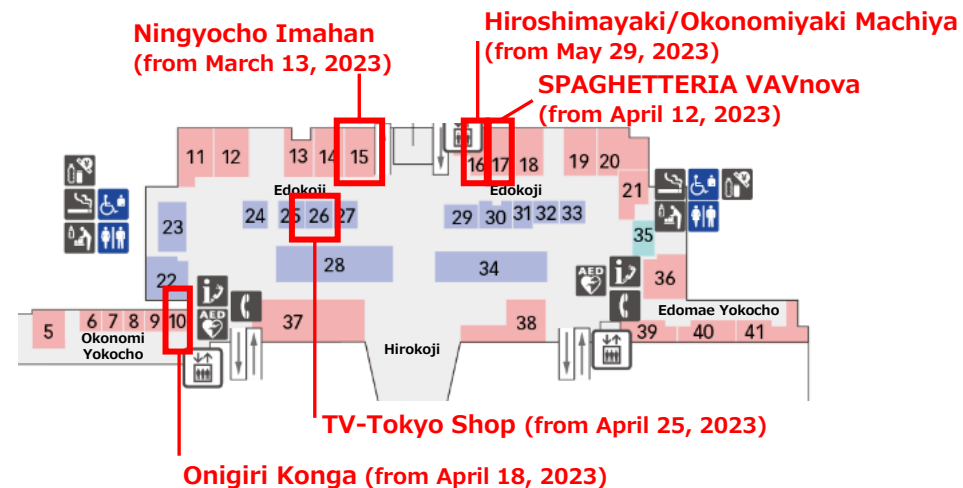 Ningyocho Imahan
(from March 13, 2023)
Hiroshimayaki/Okonomiyaki Machiya
(from May 29, 2023)
SPAGHETTERIA VAVnova
(from April 12, 2023)
11 12 13 14 15 16 17 18 19 20
21
Edokoji Edokoji
23 24 25 26 27 29 30 31 32 33
35
28 34
22
AED
36
5 6 7 8 9 10
AED
37 38
Edomae Yokocho
39 40 41
Okonomi
Yokocho
Hirokoji
TV-Tokyo Shop (from April 25, 2023)
Onigiri Konga (from April 18, 2023)